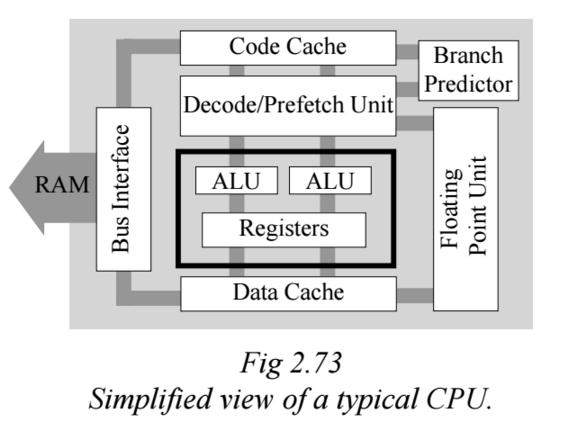 Code Cache
Branch
Predictor
Decode/Prefetch Unit
Bus Interface
RAM
ALU
ALU
Registers
Floating
Point Unit
Data Cache
Fig 2.73
Simplified view of a typical CPU.